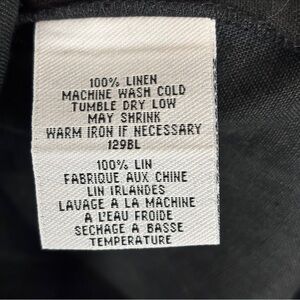 100% LINEN
MACHINE WASH COLD
TUMBLE DRY LOW
MAY SHRINK
WARM IRON IF NECESSARY
129BL
100% LIN
FABRIQUE AUX CHINE
LIN IRLANDES
LAVAGE A LA MACHINE
A L'EAU FROIDE
SECHAGE A BASSE
TEMPERATURE